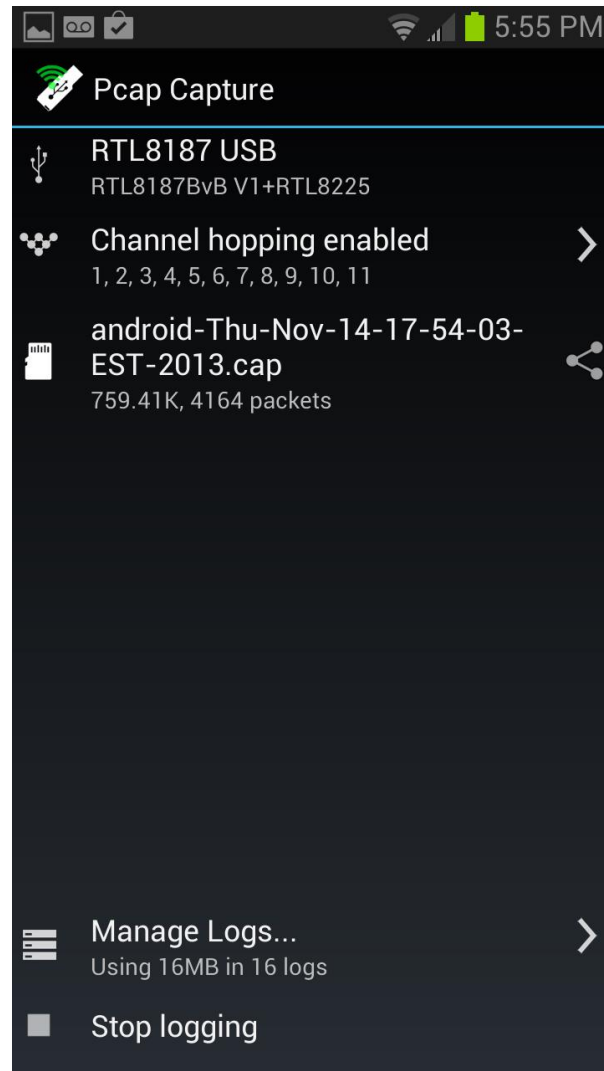 5:55 PM
Pcap Capture
RTL8187 USB
RTL8187BvB V1+RTL8225
Channel hopping enabled
1, 2, 3, 4, 5, 6, 7, 8, 9, 10, 11
android-Thu-Nov-14-17-54-03-
EST-2013.cap
759.41K, 4164 packets
Manage Logs...
Using 16MB in 16 logs
Stop logging